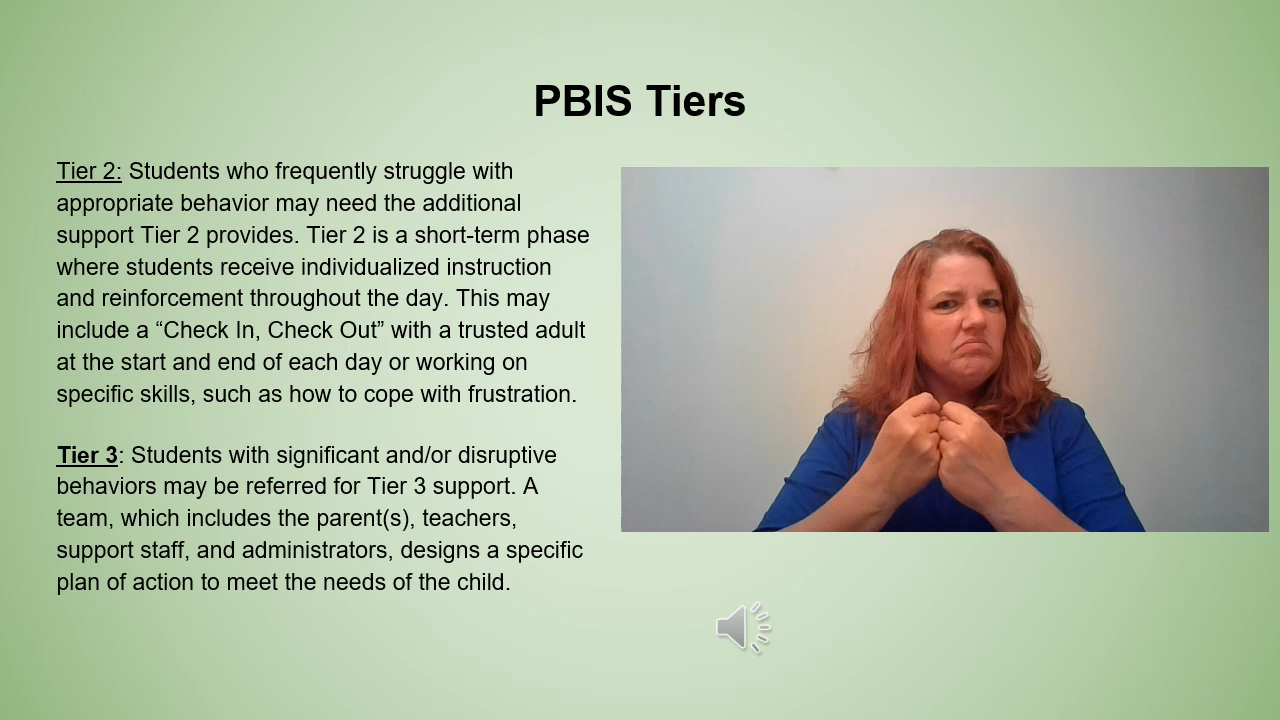 PBIS Tiers
Tier 2: Students who frequently struggle with
appropriate behavior may need the additional
support Tier 2 provides. Tier 2 is a short-term phase
where students receive individualized instruction
and reinforcement throughout the day. This may
include a “Check In, Check Out” with a trusted adult
at the start and end of each day or working on
specific skills, such as how to cope with frustration.
Tier 3: Students with significant and/or disruptive
behaviors may be referred for Tier 3 support. A
team, which includes the parent(s), teachers,
support staff, and administrators, designs a specific
plan of action to meet the needs of the child.